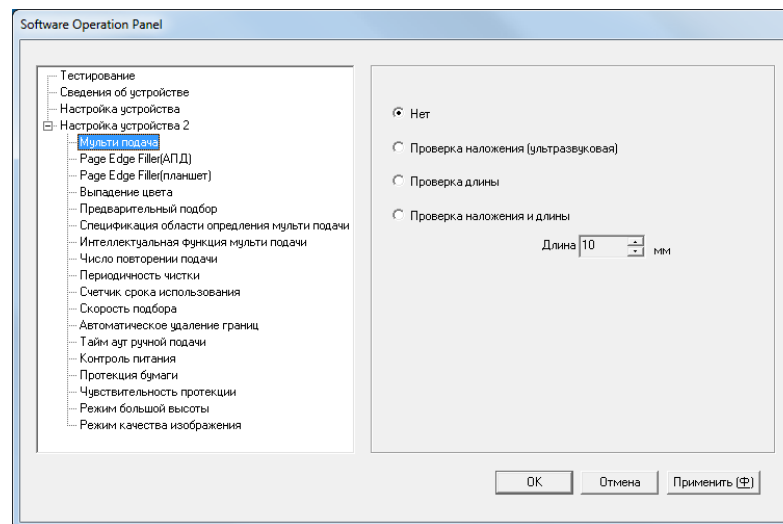 Software Operation Panel
Тестирование
Сведения об устройстве
Настройка устройства
Настройка устройства 2
Мульти подача
Page Edge Filler(АПД)
Page Edge Filler(планшет)
Выпадение цвета
Предварительный подбор
Спецификация области опредления мульти подачи
Интеллектуальная функция мульти подачи
Число повторении подачи
Периодичность чистки
Счетчик срока использования
Скорость подбора
Автоматическое удаление границ
Тайм аут ручной подачи
Контроль питания
Протекция бумаги
Чувствительность протекции
Режим большой высоты
Режим качества изображения
Нет
Проверка наложения (ультразвуковая)
Проверка длины
Проверка наложения и длины
Длина 10 мм
OK Отмена Применить (Ф)